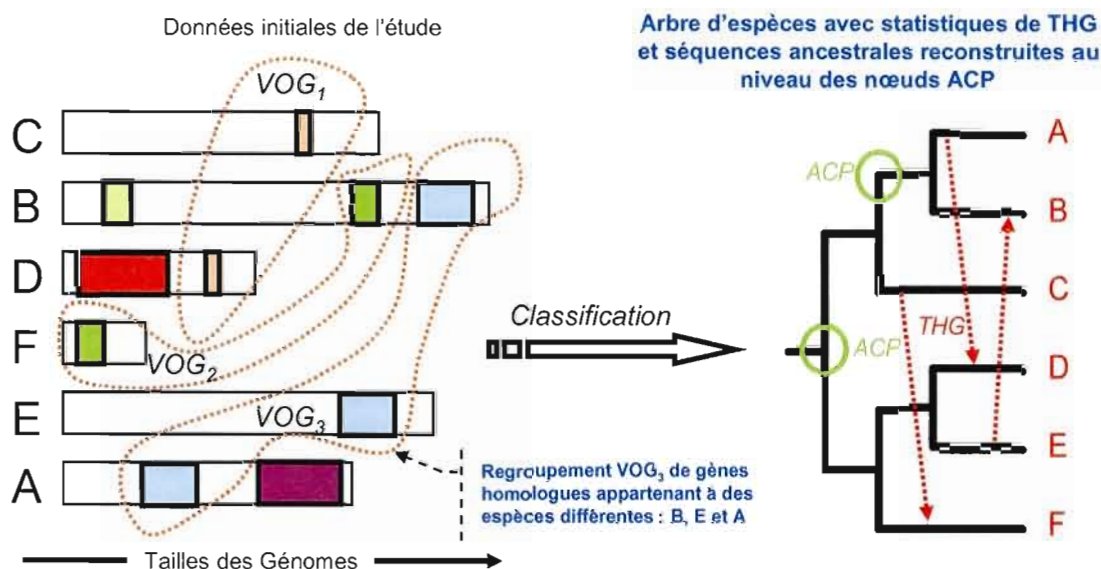 Données initiales de l'étude
VOG1
C
B
D
F
VOG2
E
VOG3
A
Regroupement VOG3 de gènes
homologues appartenant à des
espèces différentes : B, E et A
Tailles des Génomes
Classification
Arbre d'espèces avec statistiques de THG
et séquences ancestrales reconstruites au
niveau des nœuds ACP
A
ACP
B
C
THG
ACP
D
E
F